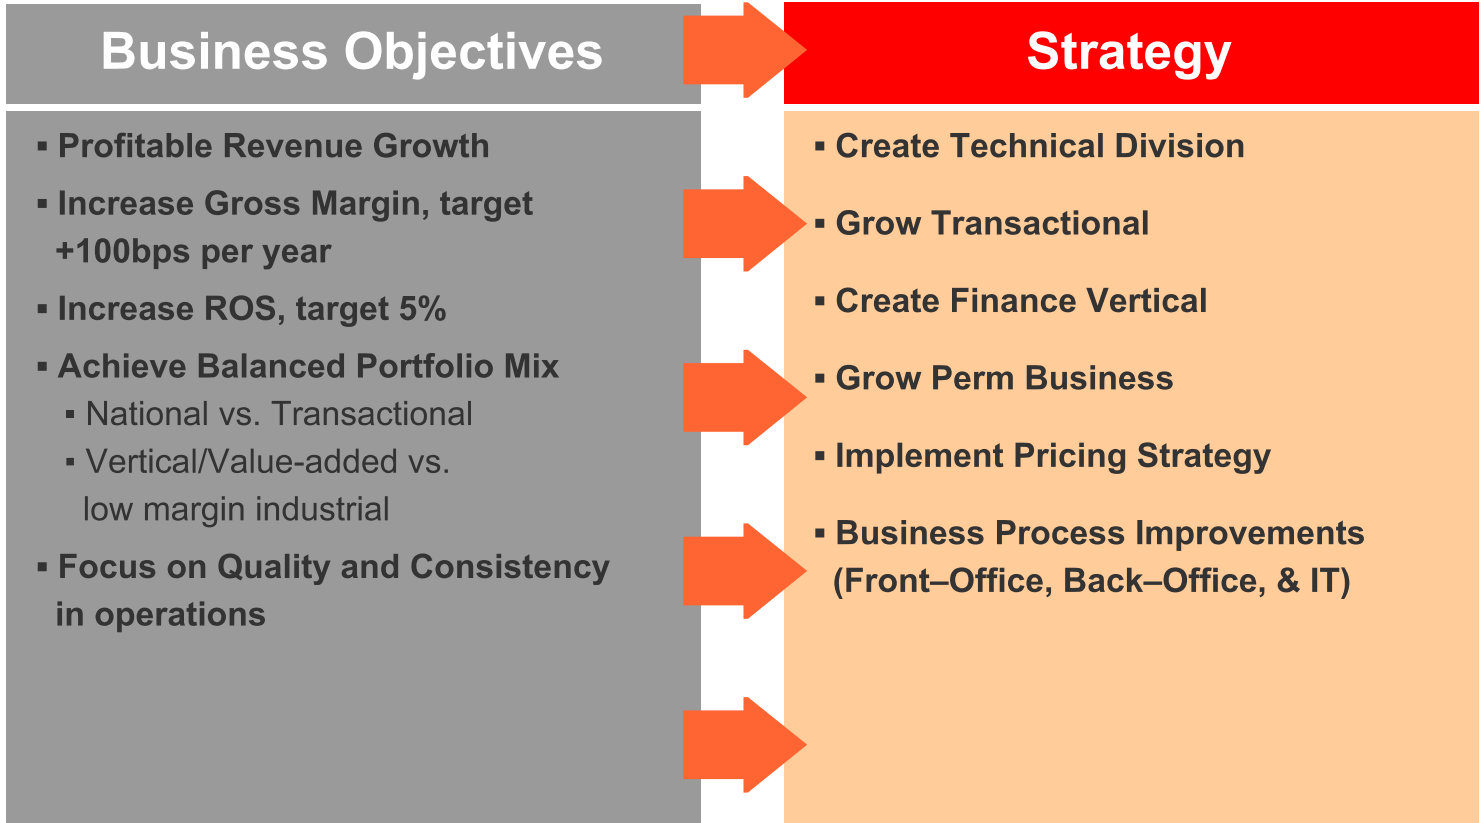 Business Objectives
▪ Profitable Revenue Growth
▪ Increase Gross Margin, target
+100bps per year
▪ Increase ROS, target 5%
▪ Achieve Balanced Portfolio Mix
▪ National vs. Transactional
▪ Vertical/Value-added vs.
low margin industrial
▪ Focus on Quality and Consistency
in operations
Strategy
▪ Create Technical Division
▪ Grow Transactional
▪ Create Finance Vertical
▪ Grow Perm Business
▪ Implement Pricing Strategy
▪ Business Process Improvements
(Front–Office, Back–Office, & IT)